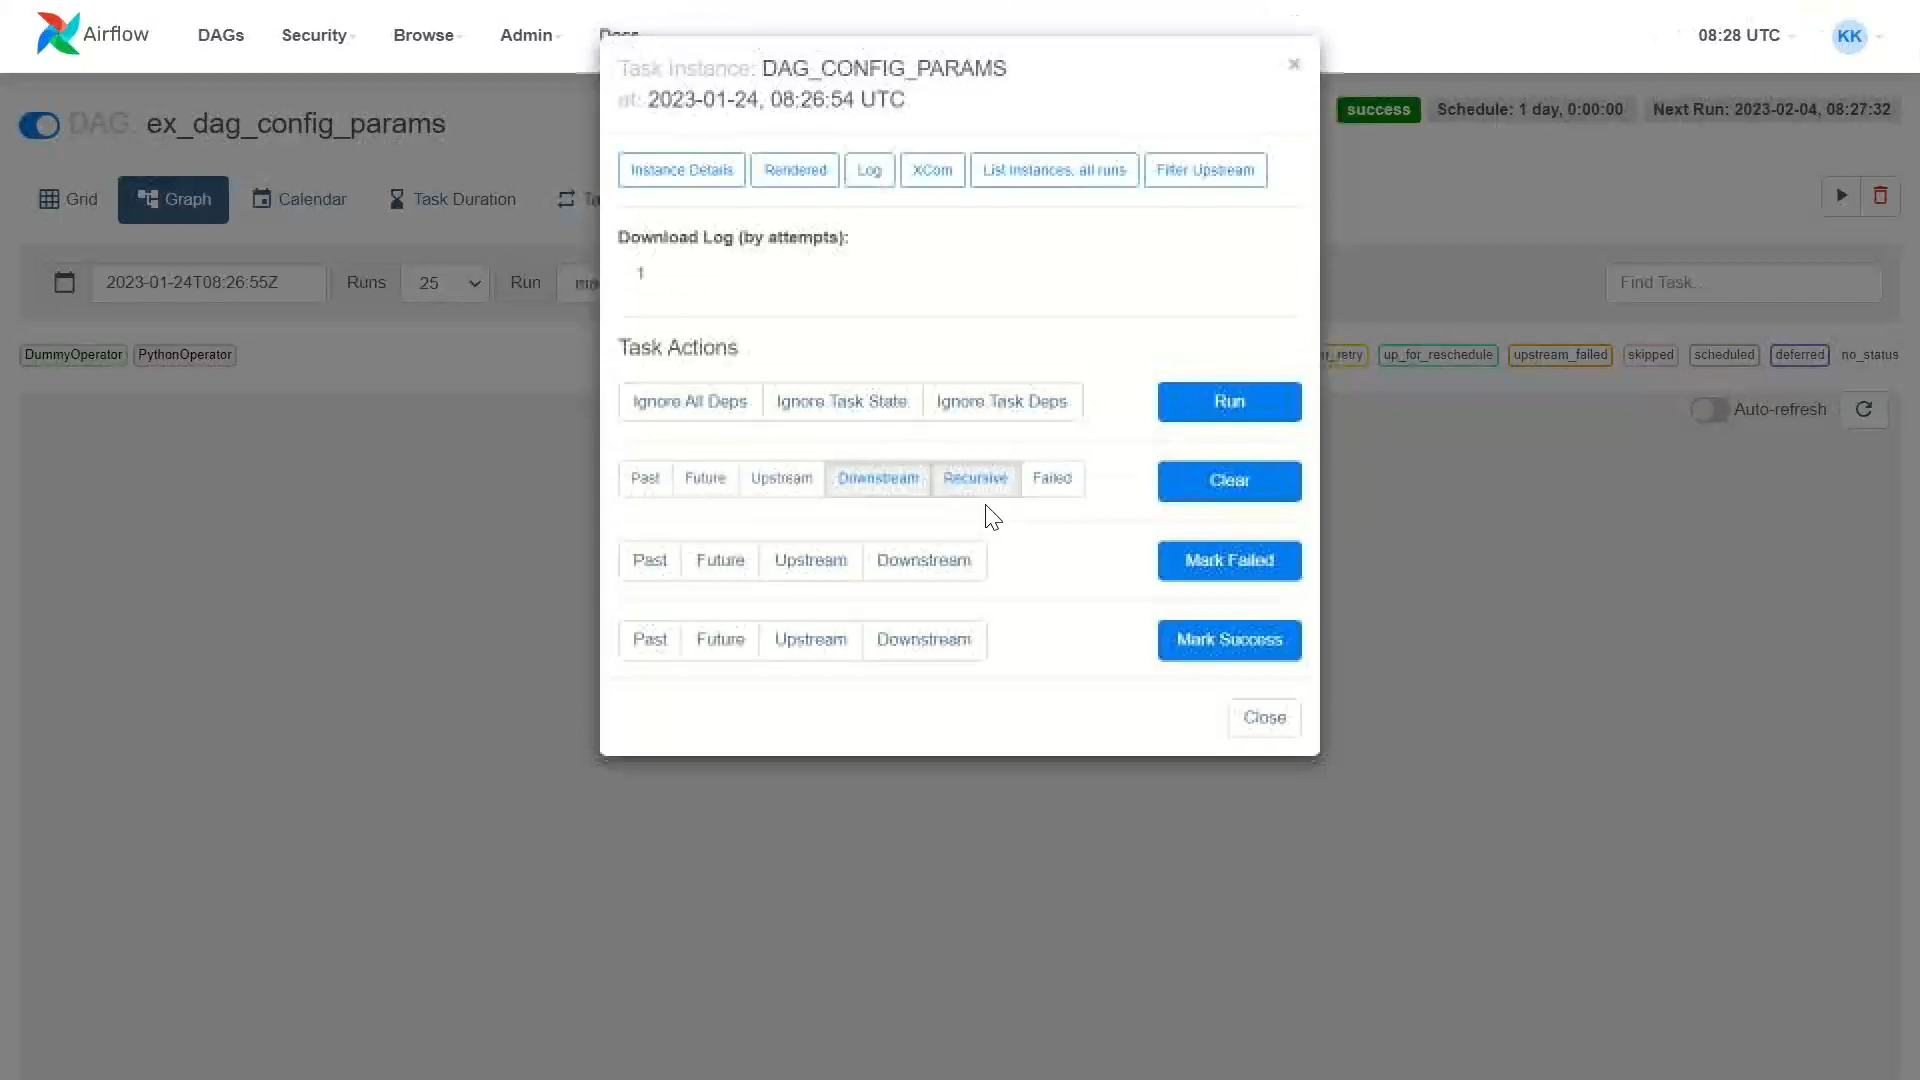 Airflow DAGs Security Browse Admin Docs 08:28 UTC KK
Task Instance: DAG_CONFIG_PARAMS ×
at: 2023-01-24, 08:26:54 UTC
DAG: ex_dag_config_params success Schedule: 1 day, 0:00:00 Next Run: 2023-02-04, 08:27:32
Instance Details Rendered Log XCom List Instances, all runs Filter Upstream
Grid Graph Calendar Task Duration
Download Log (by attempts):
1
2023-01-24T08:26:55Z Runs 25 Run Find Task...
Task Actions
DummyOperator PythonOperator up_for_reschedule upstream_failed skipped scheduled deferred no_status
Ignore All Deps Ignore Task State Ignore Task Deps Run
Auto-refresh
Past Future Upstream Downstream Recursive Failed Clear
Past Future Upstream Downstream Mark Failed
Past Future Upstream Downstream Mark Success
Close